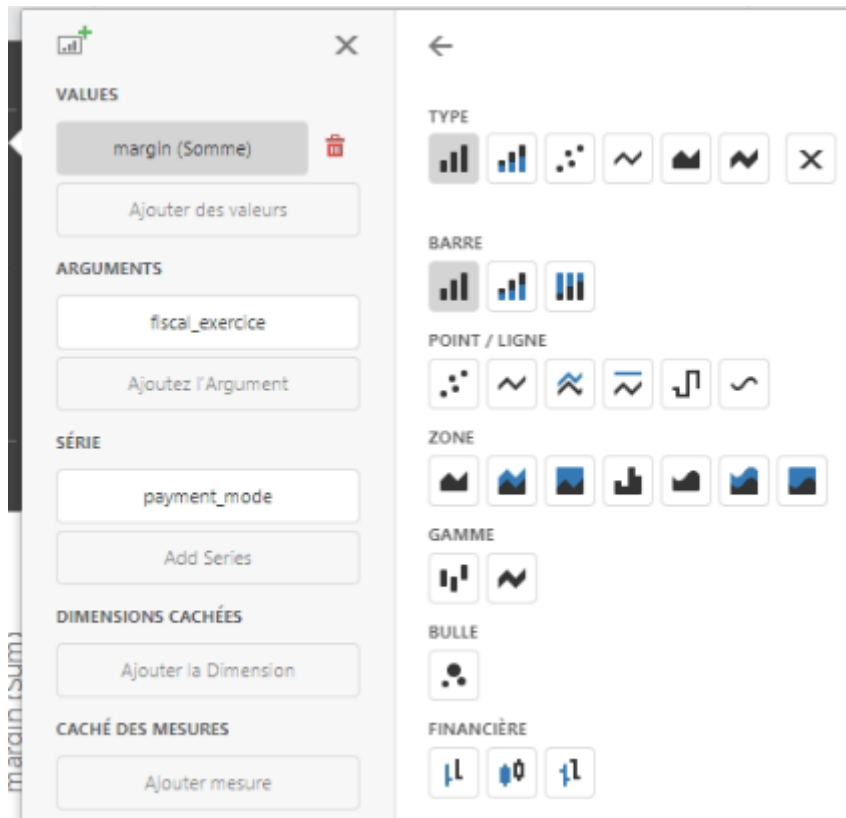 VALUES
margin (Somme)
Ajouter des valeurs
ARGUMENTS
fiscal_exercice
Ajoutez l'Argument
SÉRIE
payment_mode
Add Series
DIMENSIONS CACHÉES
Ajouter la Dimension
CACHÉ DES MESURES
Ajouter mesure
margin (Sum)
TYPE
BARRE
POINT / LIGNE
ZONE
GAMME
BULLE
FINANCIÈRE